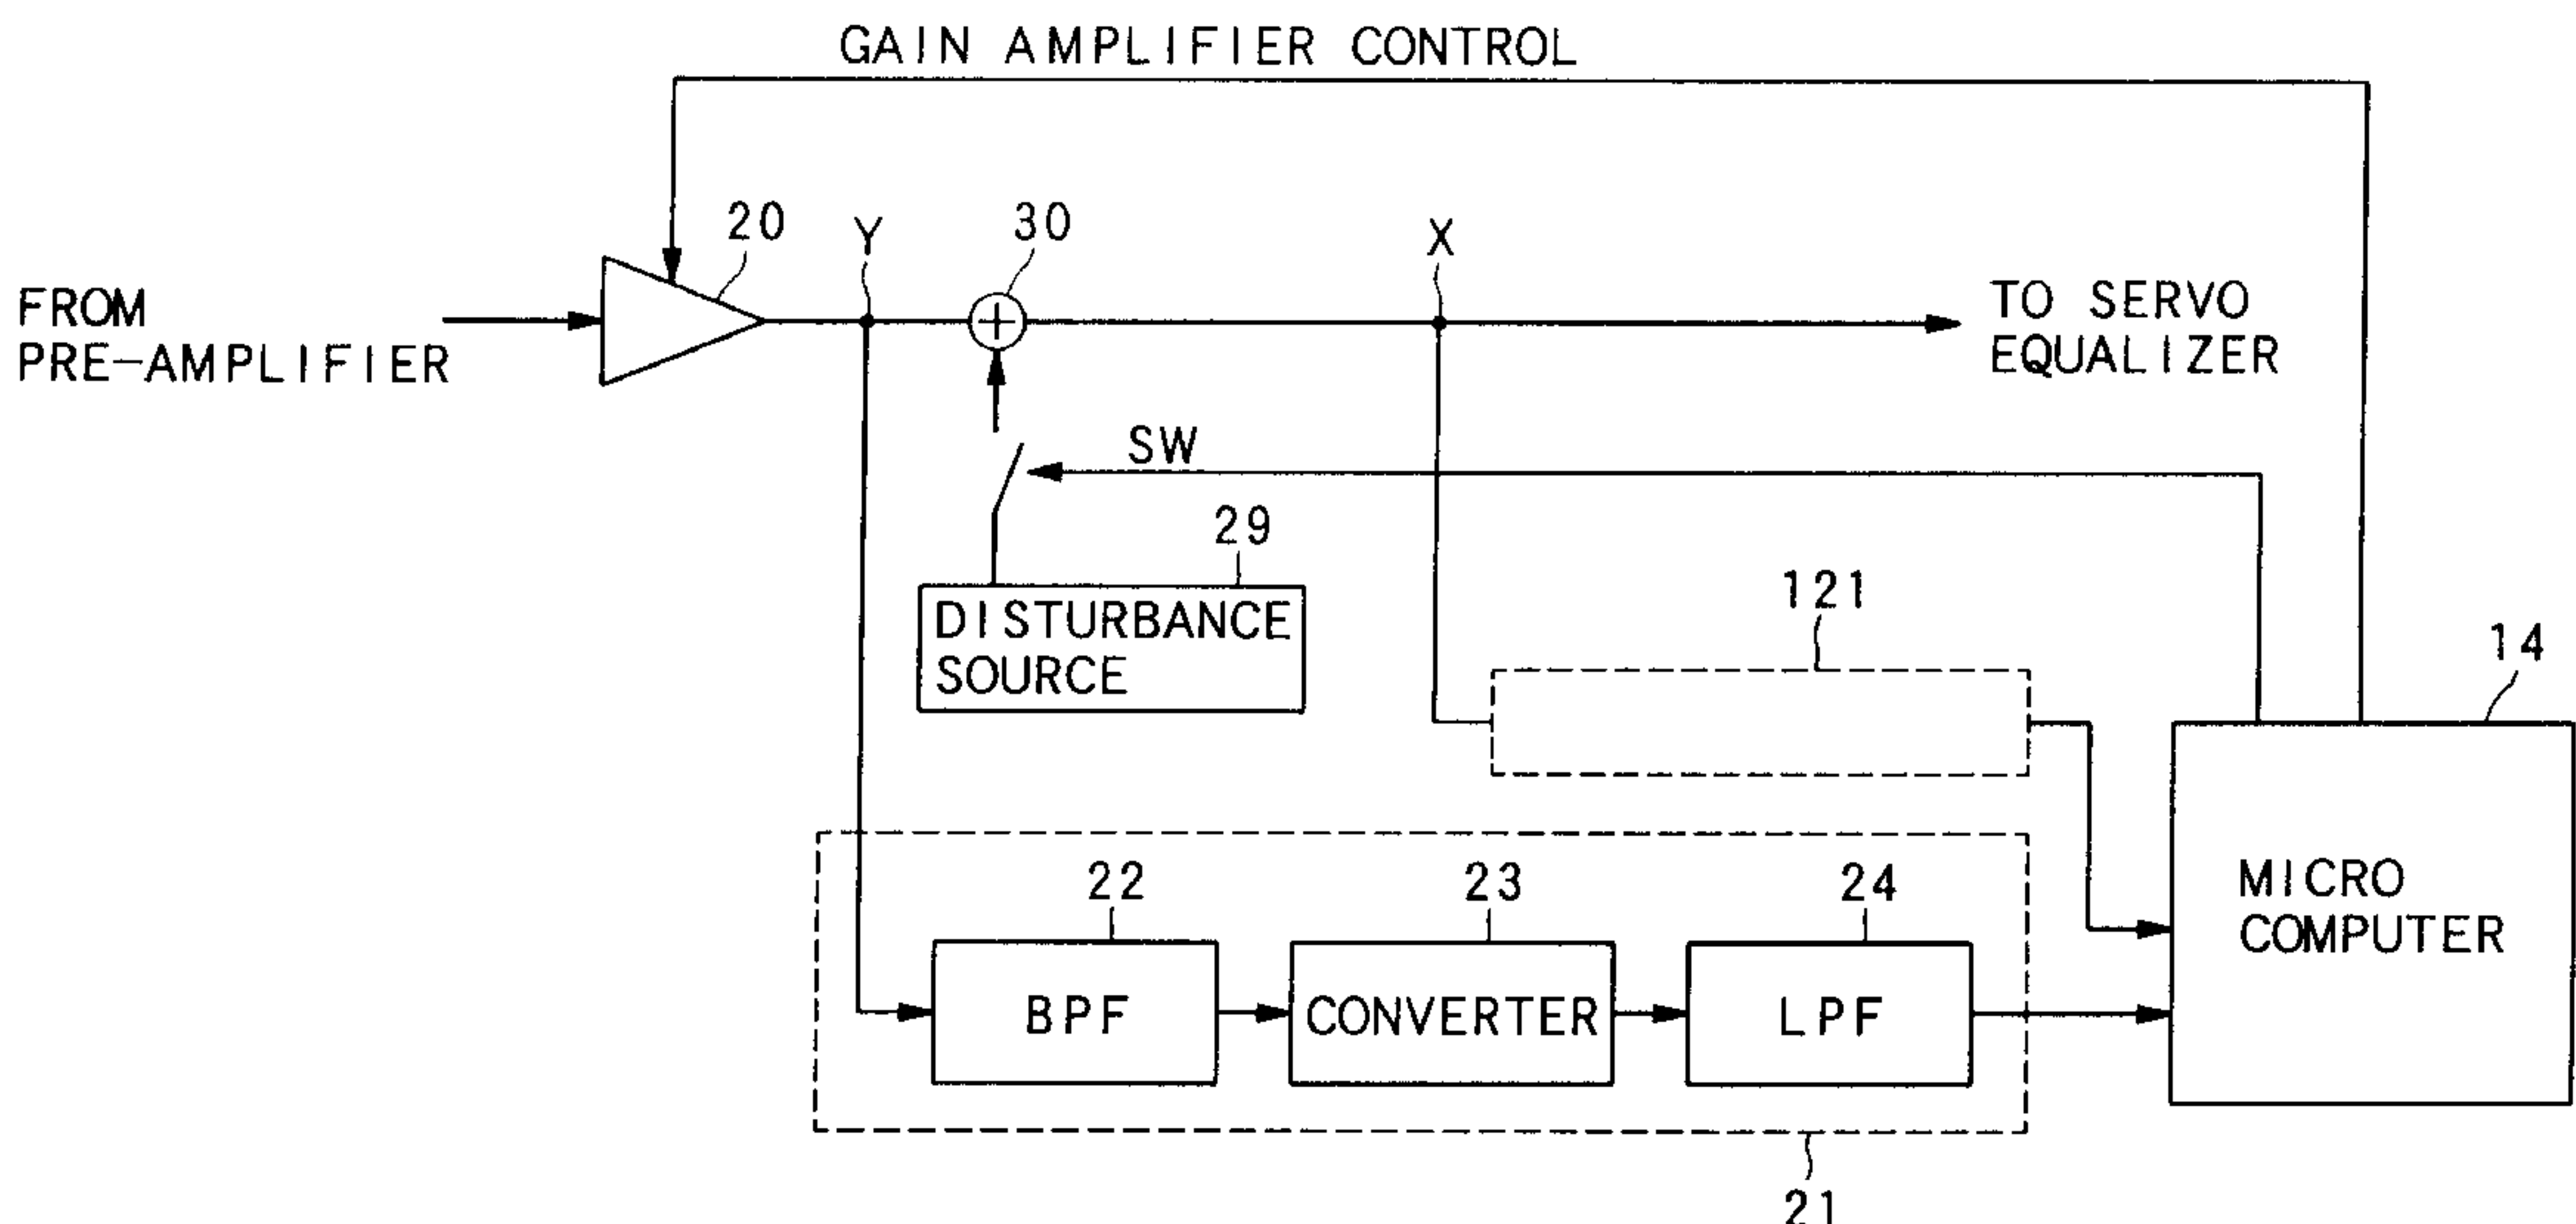 GAIN AMPLIFIER CONTROL
20
Y
30
X
FROM
PRE-AMPLIFIER
TO SERVO
EQUALIZER
SW
29
DISTURBANCE
SOURCE
121
14
22
23
24
MICRO
COMPUTER
BPF
CONVERTER
LPF
21